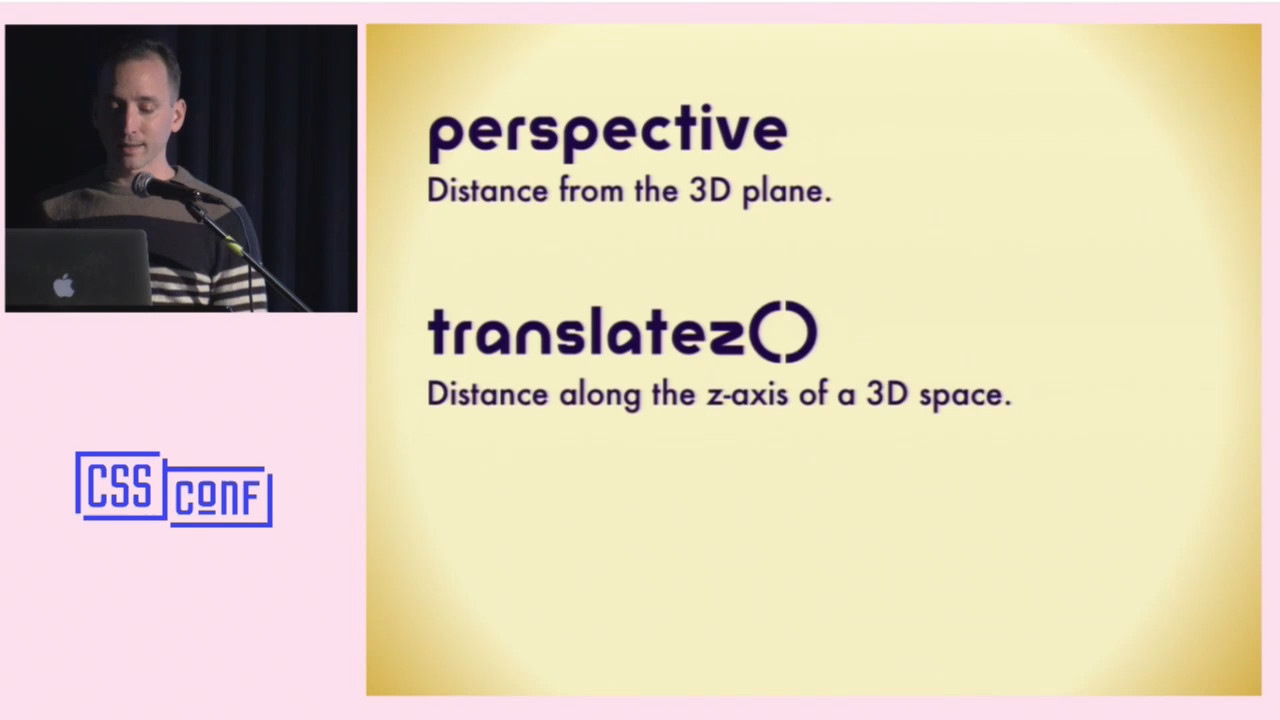 perspective
Distance from the 3D plane.
translatez()
Distance along the z-axis of a 3D space.
CSS
CONF